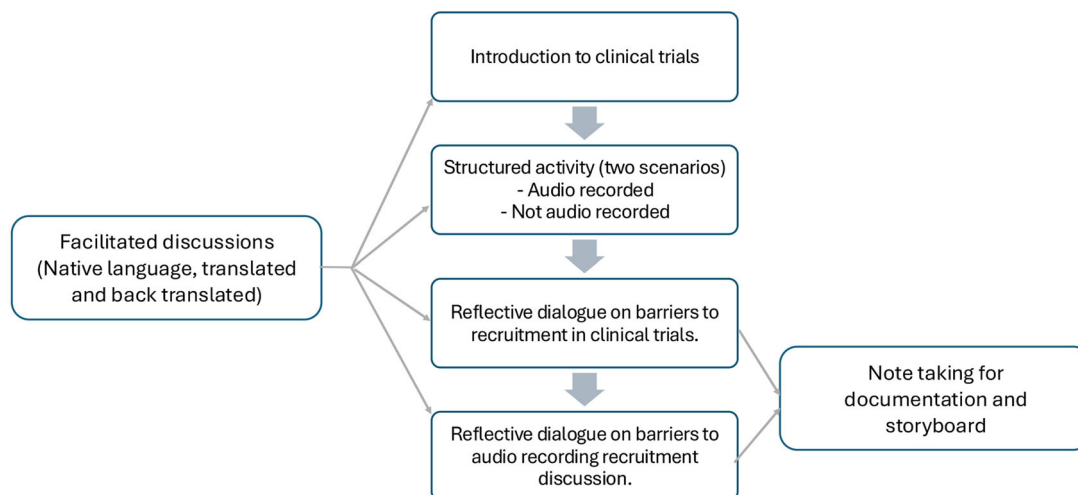 Introduction to clinical trials
Structured activity (two scenarios)
- Audio recorded
- Not audio recorded
Facilitated discussions
(Native language, translated
and back translated)
Reflective dialogue on barriers to
recruitment in clinical trials.
Note taking for
documentation and
storyboard
Reflective dialogue on barriers to
audio recording recruitment
discussion.